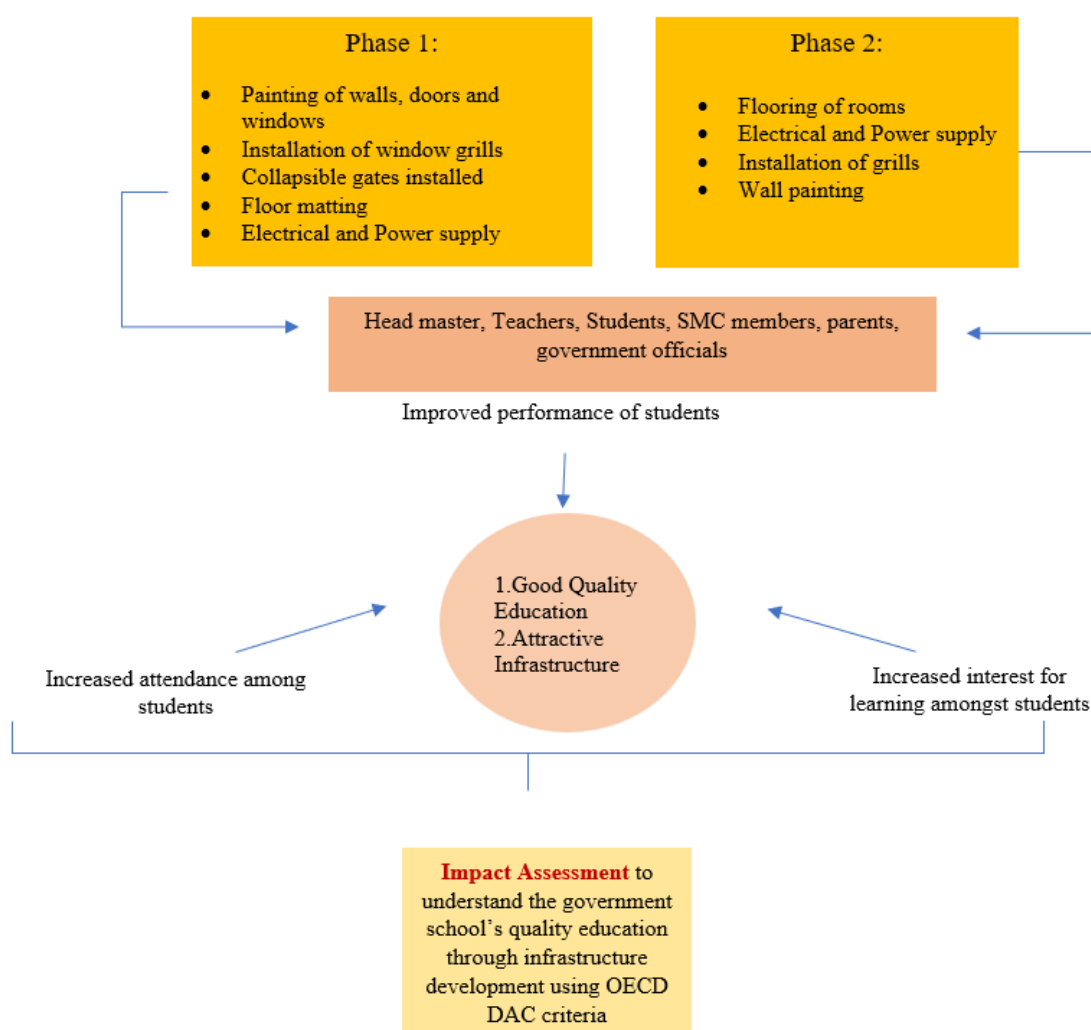 Phase 1:
• Painting of walls, doors and
windows
• Installation of window grills
• Collapsible gates installed
• Floor matting
• Electrical and Power supply
Phase 2:
• Flooring of rooms
• Electrical and Power supply
• Installation of grills
• Wall painting
Head master, Teachers, Students, SMC members, parents,
government officials
Improved performance of students
1.Good Quality
Education
2.Attractive
Infrastructure
Increased attendance among
students
Increased interest for
learning amongst students
Impact Assessment to
understand the government
school’s quality education
through infrastructure
development using OECD
DAC criteria